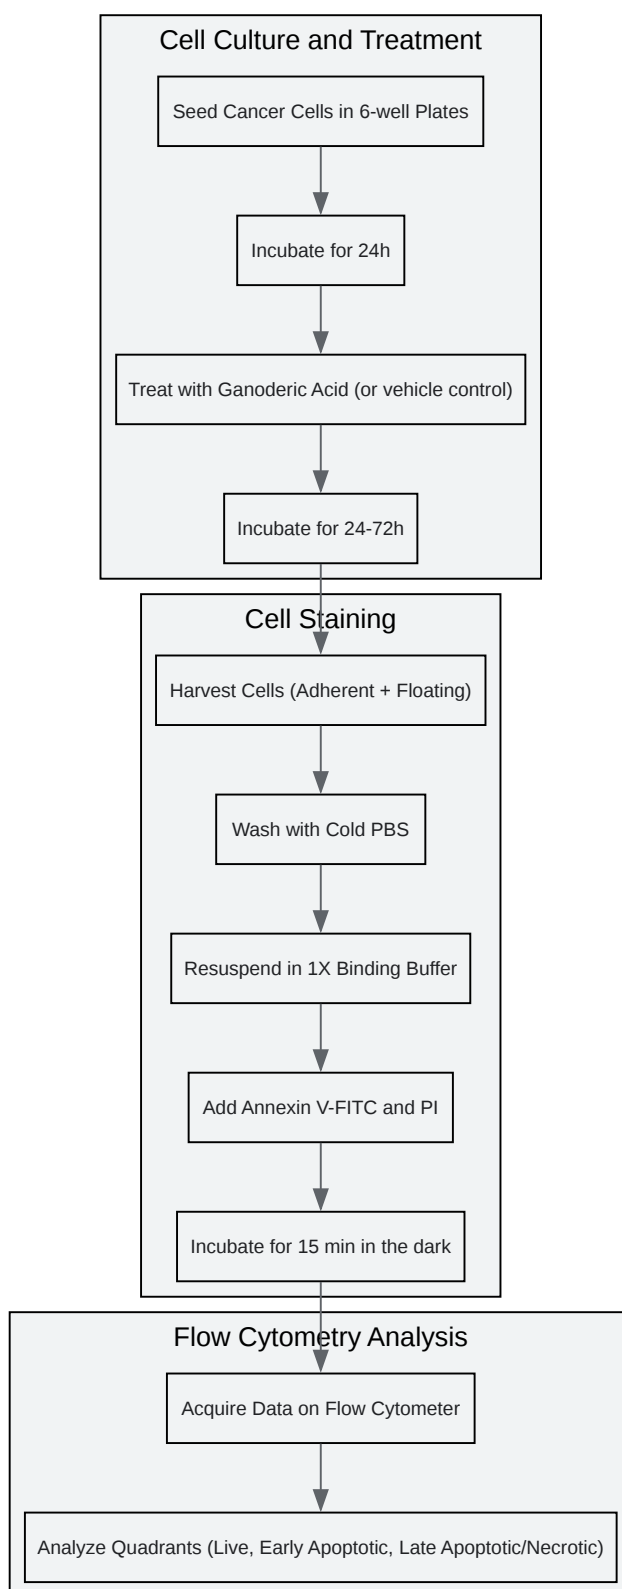 Cell Culture and Treatment
Seed Cancer Cells in 6-well Plates
Incubate for 24h
Treat with Ganoderic Acid (or vehicle control)
Incubate for 24-72h
Cell Staining
Harvest Cells (Adherent + Floating)
Wash with Cold PBS
Resuspend in 1X Binding Buffer
Add Annexin V-FITC and PI
Incubate for 15 min in the dark
Flow Cytometry Analysis
Acquire Data on Flow Cytometer
Analyze Quadrants (Live, Early Apoptotic, Late Apoptotic/Necrotic)